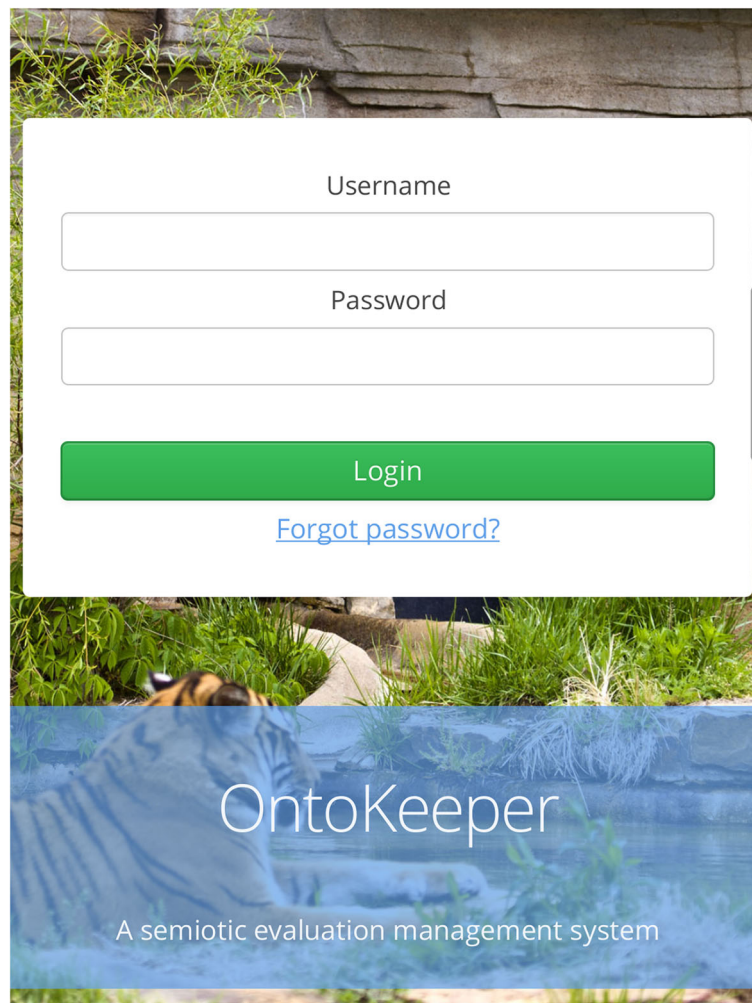 Username
Password
Login
Forgot password?
OntoKeeper
A semiotic evaluation management system